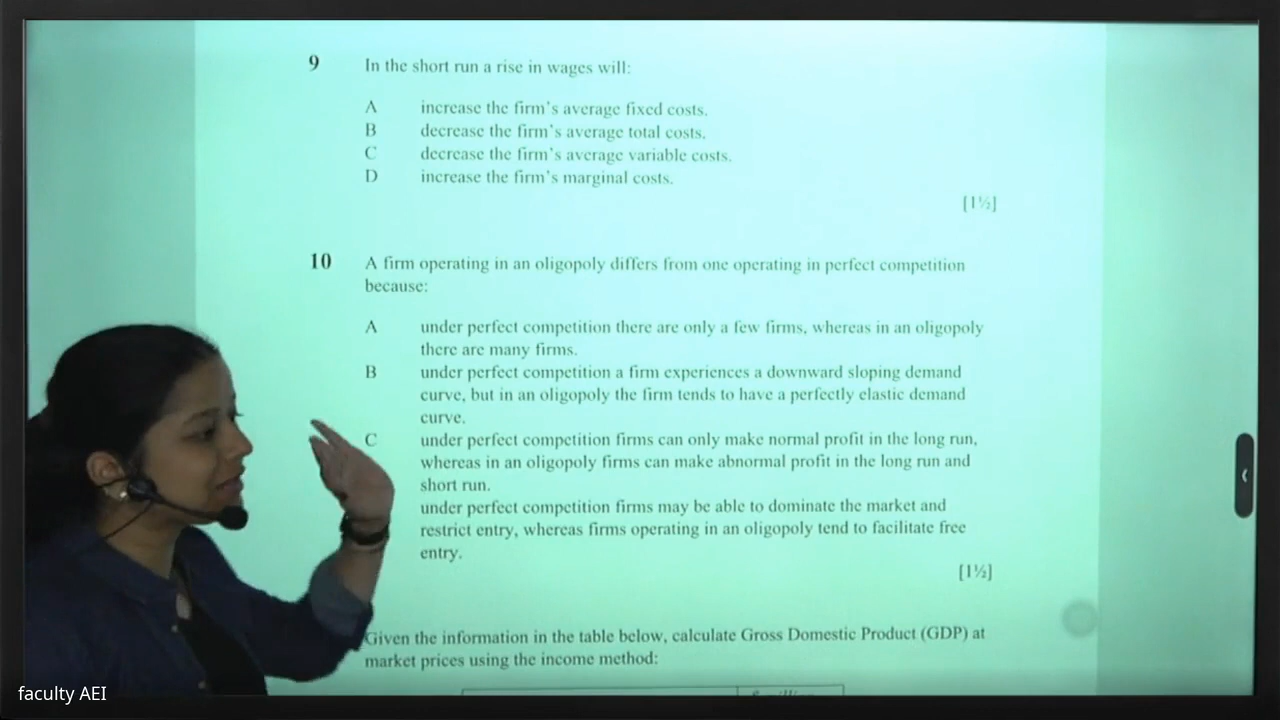 9 In the short run a rise in wages will:
A increase the firm's average fixed costs.
B decrease the firm's average total costs.
C decrease the firm's average variable costs.
D increase the firm's marginal costs.
[1½]
10 A firm operating in an oligopoly differs from one operating in perfect competition
because:
A under perfect competition there are only a few firms, whereas in an oligopoly
there are many firms.
B under perfect competition a firm experiences a downward sloping demand
curve, but in an oligopoly the firm tends to have a perfectly elastic demand
curve.
C under perfect competition firms can only make normal profit in the long run,
whereas in an oligopoly firms can make abnormal profit in the long run and
short run.
under perfect competition firms may be able to dominate the market and
restrict entry, whereas firms operating in an oligopoly tend to facilitate free
entry.
[1½]
Given the information in the table below, calculate Gross Domestic Product (GDP) at
market prices using the income method:
faculty AEI